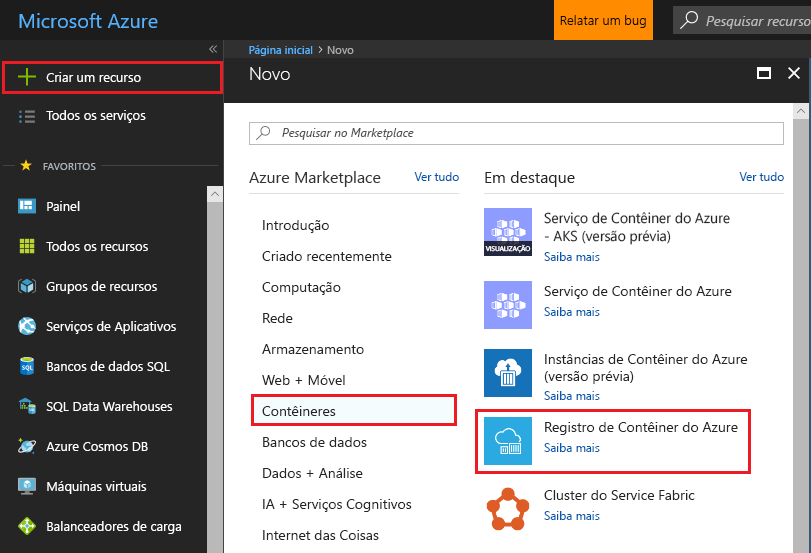 Microsoft Azure
Relatar um bug
Pesquisar recurso
Criar um recurso
Todos os serviços
FAVORITOS
Painel
Todos os recursos
Grupos de recursos
Serviços de Aplicativos
Bancos de dados SQL
SQL Data Warehouses
Azure Cosmos DB
Máquinas virtuais
Balanceadores de carga
Página inicial > Novo
Novo
Pesquisar no Marketplace
Azure Marketplace
Ver tudo
Introdução
Criado recentemente
Computação
Rede
Armazenamento
Web + Móvel
Contêineres
Bancos de dados
Dados + Análise
IA + Serviços Cognitivos
Internet das Coisas
Em destaque
Ver tudo
VISUALIZAÇÃO
Serviço de Contêiner do Azure
- AKS (versão prévia)
Saiba mais
Serviço de Contêiner do Azure
Saiba mais
Instâncias de Contêiner do Azure
(versão prévia)
Saiba mais
Registro de Contêiner do Azure
Saiba mais
Cluster do Service Fabric
Saiba mais